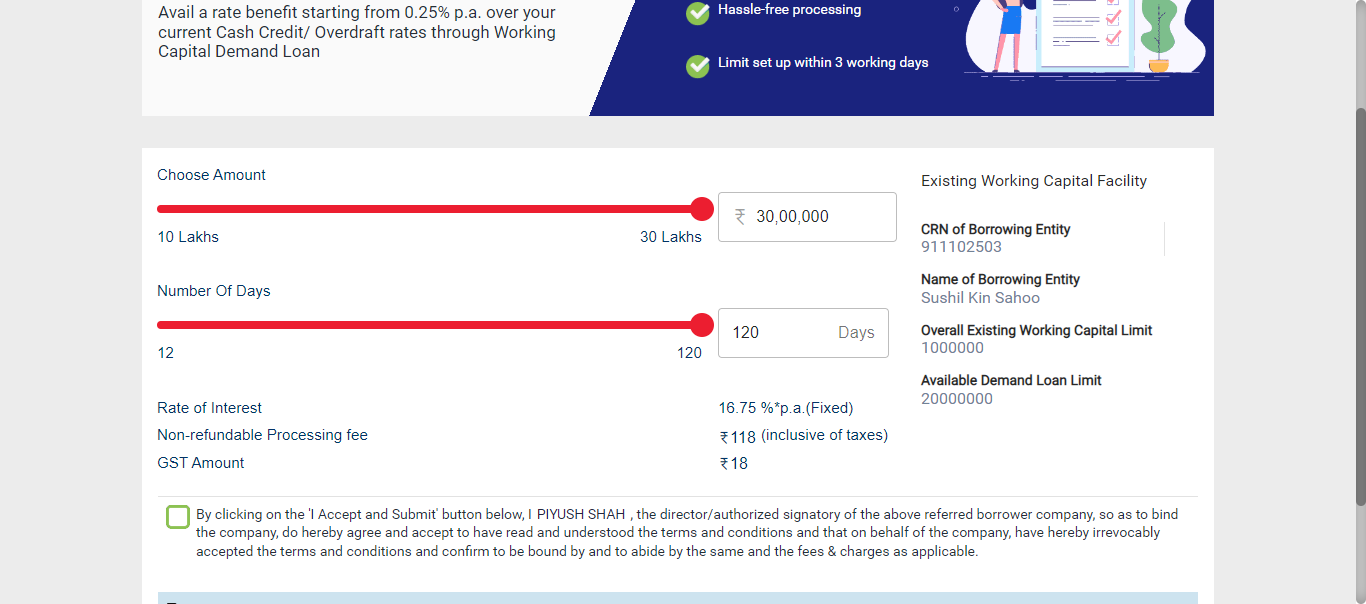 Avail a rate benefit starting from 0.25% p.a. over your
current Cash Credit/ Overdraft rates through Working
Capital Demand Loan
Hassle-free processing
Limit set up within 3 working days
Choose Amount
₹ 30,00,000
10 Lakhs 30 Lakhs
Number Of Days
120 Days
12 120
Rate of Interest 16.75 %*p.a.(Fixed)
Non-refundable Processing fee ₹118 (inclusive of taxes)
GST Amount ₹18
Existing Working Capital Facility
CRN of Borrowing Entity
911102503
Name of Borrowing Entity
Sushil Kin Sahoo
Overall Existing Working Capital Limit
1000000
Available Demand Loan Limit
20000000
By clicking on the 'I Accept and Submit' button below, I PIYUSH SHAH , the director/authorized signatory of the above referred borrower company, so as to bind
the company, do hereby agree and accept to have read and understood the terms and conditions and that on behalf of the company, have hereby irrevocably
accepted the terms and conditions and confirm to be bound by and to abide by the same and the fees & charges as applicable.